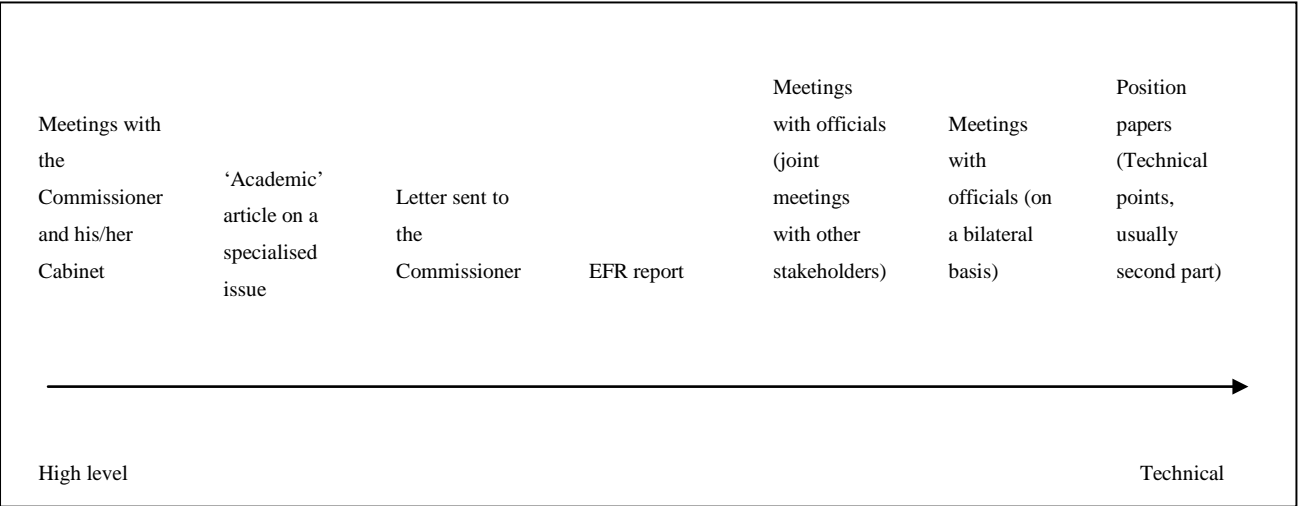 Meetings with
the
Commissioner
and his/her
Cabinet
‘Academic’
article on a
specialised
issue
Letter sent to
the
Commissioner
EFR report
Meetings
with officials
(joint
meetings
with other
stakeholders)
Meetings
with
officials (on
a bilateral
basis)
Position
papers
(Technical
points,
usually
second part)
High level
Technical